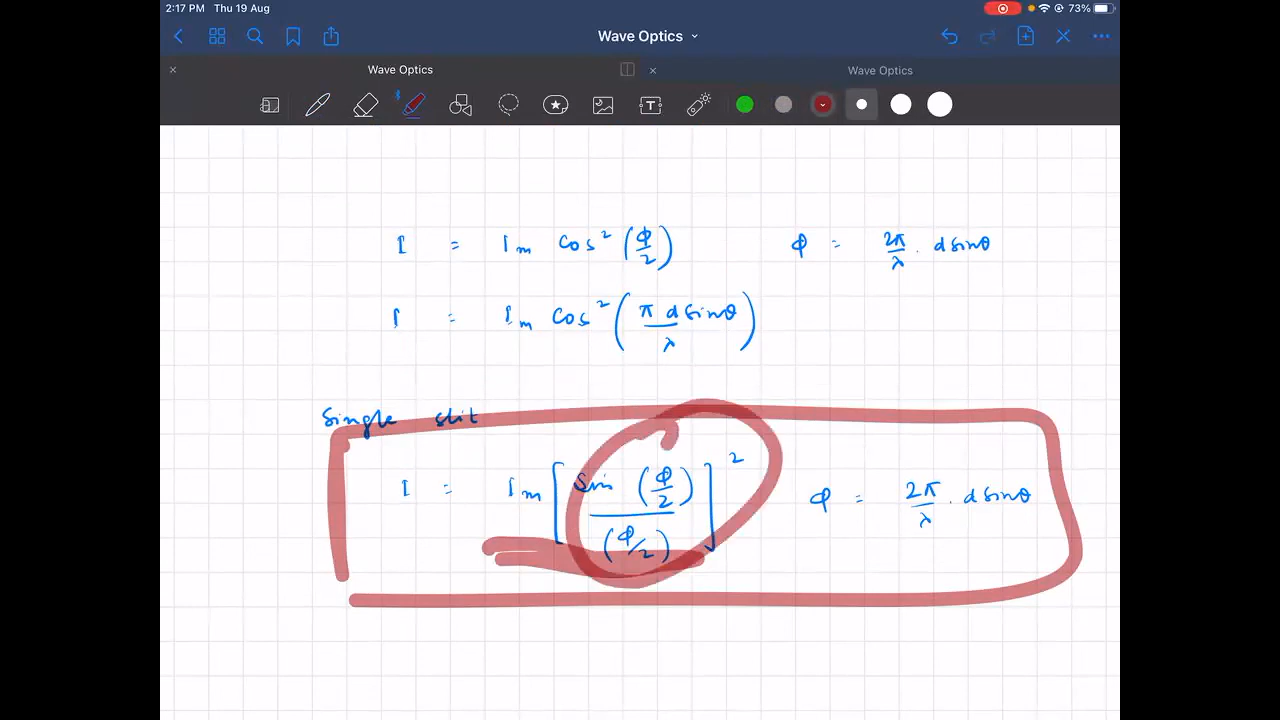 2:17 PM Thu 19 Aug 73%
Wave Optics
Wave Optics Wave Optics
I = Im cos² (Φ/2) Φ = 2π/λ . d sinθ
I = Im cos² (π d sinθ/λ)
Single slit
I = Im [sin (Φ/2) / (Φ/2)]² Φ = 2π/λ . d sinθ